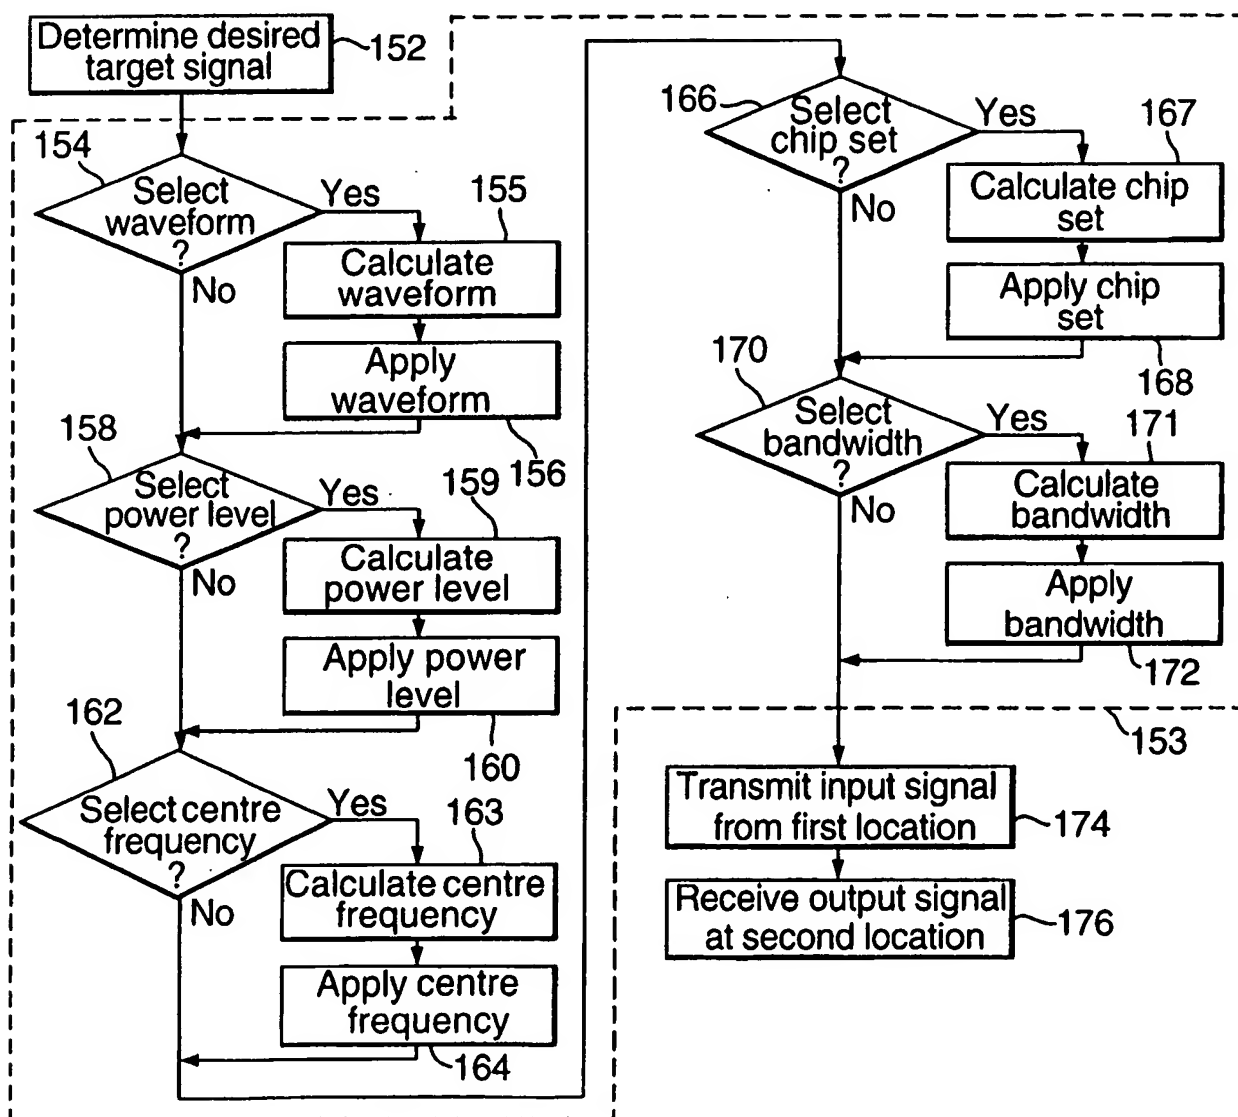 Determine desired
target signal
152
154
Select
waveform
?
Yes
No
155
Calculate
waveform
Apply
waveform
156
158
Select
power level
?
Yes
No
159
Calculate
power level
Apply power
level
160
162
Select centre
frequency
?
Yes
No
163
Calculate centre
frequency
Apply centre
frequency
164
166
Select
chip set
?
Yes
No
167
Calculate chip
set
Apply chip
set
168
170
Select
bandwidth
?
Yes
No
171
Calculate
bandwidth
Apply
bandwidth
172
153
Transmit input signal
from first location
174
Receive output signal
at second location
176